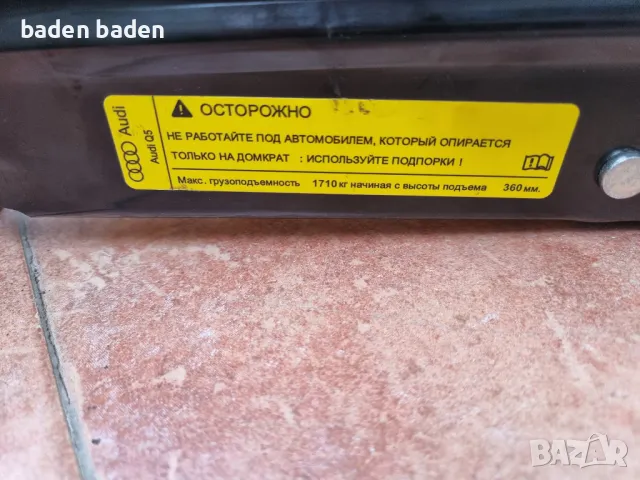 baden baden
Audi
Audi Q5
ОСТОРОЖНО
НЕ РАБОТАЙТЕ ПОД АВТОМОБИЛЕМ, КОТОРЫЙ ОПИРАЕТСЯ
ТОЛЬКО НА ДОМКРАТ : ИСПОЛЬЗУЙТЕ ПОДПОРКИ !
Макс. грузоподъемность 1710 кг начиная с высоты подъема 360 мм.
BAZAR